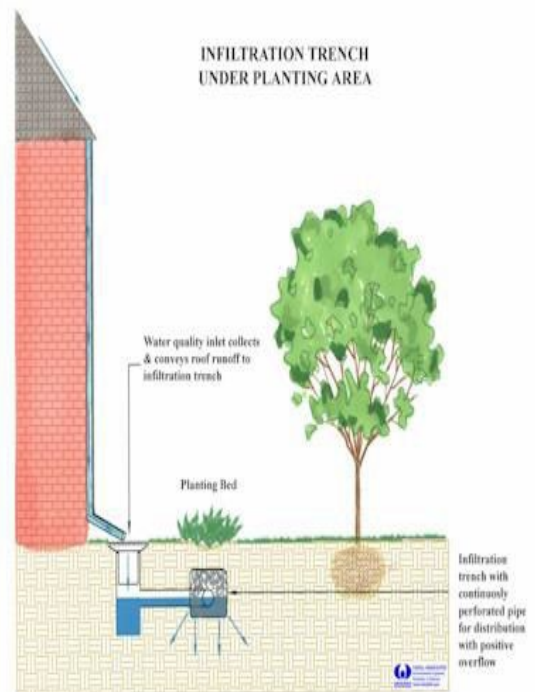 INFILTRATION TRENCH
UNDER PLANTING AREA
Water quality inlet collects
& conveys roof runoff to
infiltration trench
Planting Bed
Infiltration
trench with
continuosly
perforated pipe
for distribution
with positive
overflow